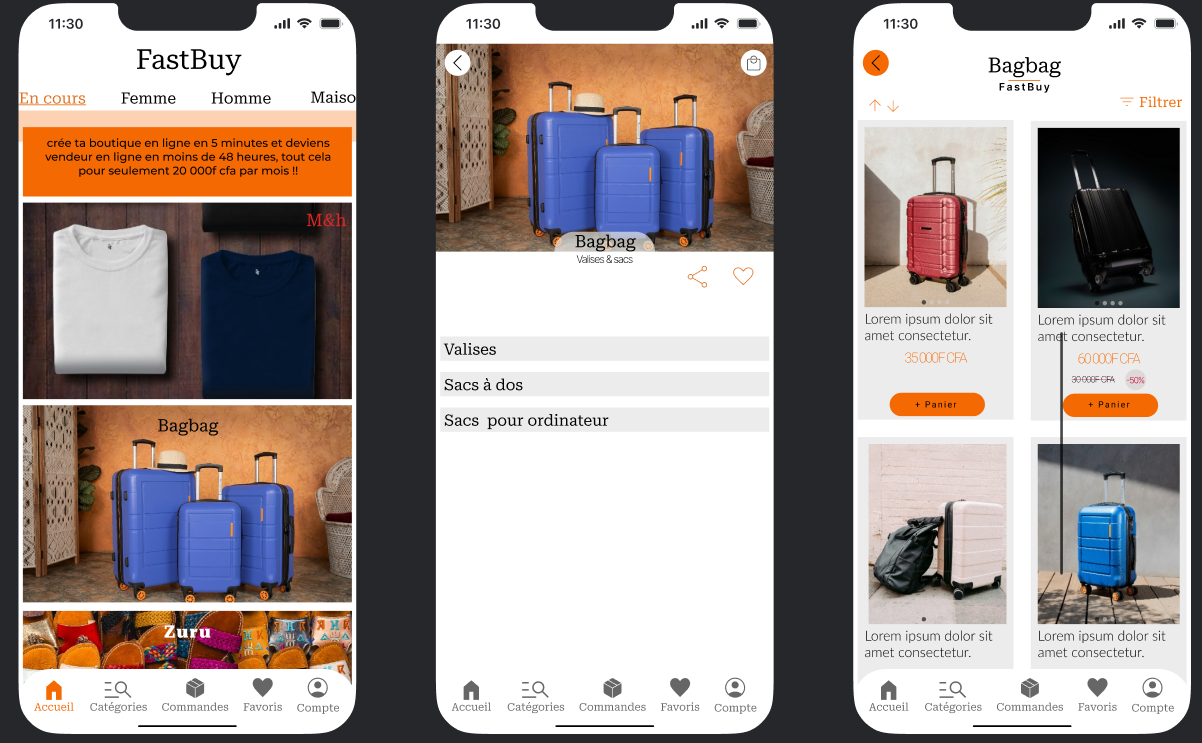 11:30
FastBuy
En cours
Femme
Homme
Maiso
crée ta boutique en ligne en 5 minutes et deviens
vendeur en ligne en moins de 48 heures, tout cela
pour seulement 20 000f cfa par mois !!
M&h
Bagbag
Zuru
Accueil
Catégories
Commandes
Favoris
Compte
11:30
Bagbag
Valises & sacs
Valises
Sacs à dos
Sacs pour ordinateur
Accueil
Catégories
Commandes
Favoris
Compte
11:30
Bagbag
FastBuy
Filtrer
Lorem ipsum dolor sit
amet consectetur.
35 000F CFA
+ Panier
Lorem ipsum dolor sit
amet consectetur.
60 000F CFA
30 000F CFA
-50%
+ Panier
Lorem ipsum dolor sit
amet consectetur.
Lorem ipsum dolor sit
amet consectetur.
Accueil
Catégories
Commandes
Favoris
Compte